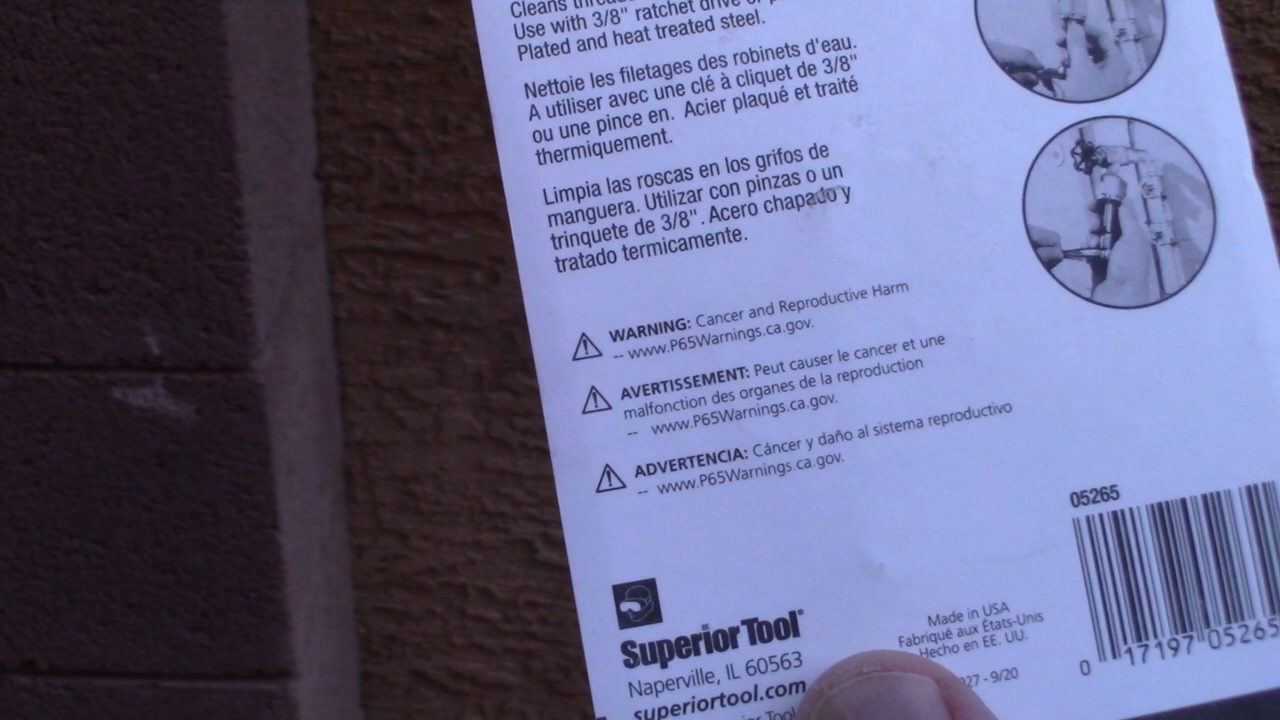 Cleans threads
Use with 3/8" ratchet drive or
Plated and heat treated steel.
Nettoie les filetages des robinets d'eau.
A utiliser avec une clé à cliquet de 3/8"
ou une pince en. Acier plaqué et traité
thermiquement.
Limpia las roscas en los grifos de
manguera. Utilizar con pinzas o un
trinquete de 3/8". Acero chapado y
tratado termicamente.
WARNING: Cancer and Reproductive Harm
-- www.P65Warnings.ca.gov.
AVERTISSEMENT: Peut causer le cancer et une
malfonction des organes de la reproduction
-- www.P65Warnings.ca.gov.
ADVERTENCIA: Cáncer y daño al sistema reproductivo
-- www.P65Warnings.ca.gov.
05265
0 17197 05265
Superior Tool®
Naperville, IL 60563
superiortool.com
Tool
Made in USA
Fabriqué aux États-Unis
Hecho en EE. UU.
27 - 9/20